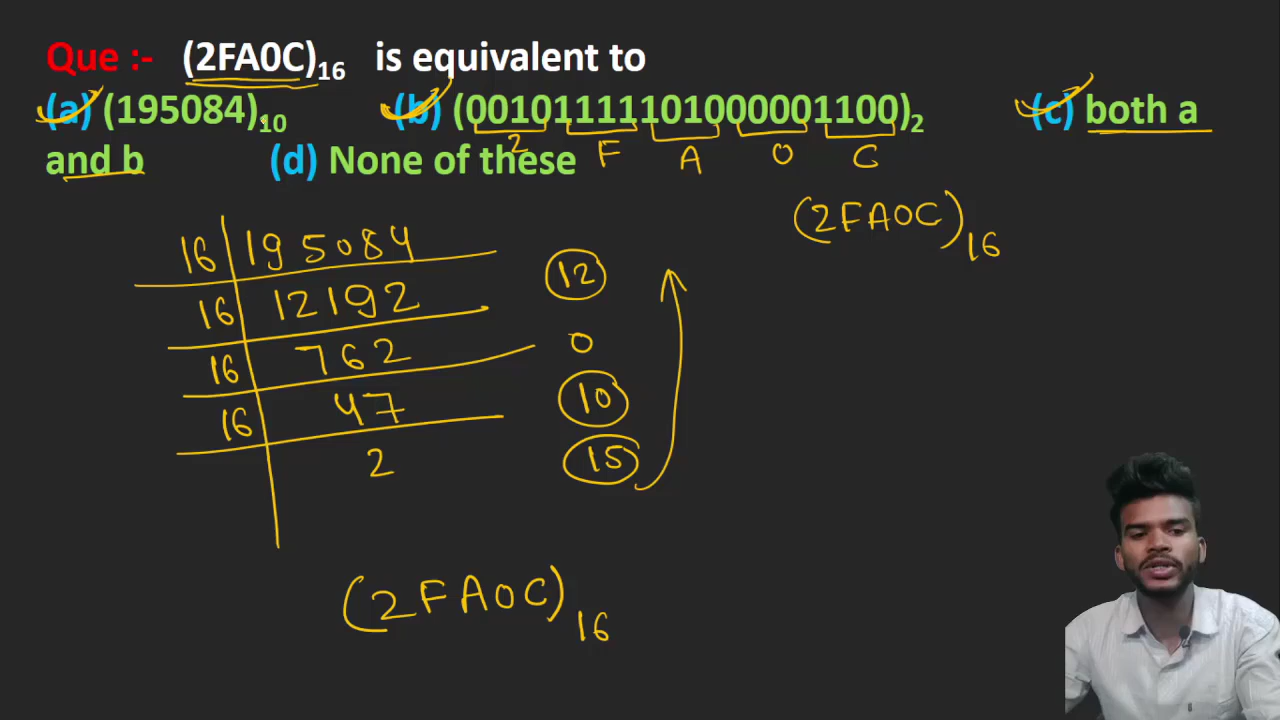 Que :- (2FA0C)16 is equivalent to
(a) (195084)10 (b) (00101111101000001100)2 (c) both a
and b (d) None of these
2 F A 0 C
(2FA0C)16
16 195084
16 12192 12
16 762 0
16 47 10
2 15
(2FA0C)16